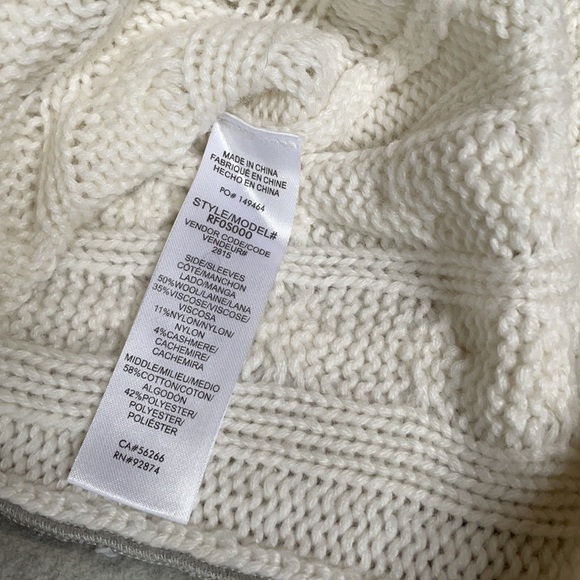 MADE IN CHINA
FABRIQUÉ EN CHINE
HECHO EN CHINA
PO# 149464
STYLE/MODEL#
RF0S000
VENDOR CODE/CODE
VENDEUR#
2815
SIDE/SLEEVES
CÔTÉ/MANCHON
LADO/MANGA
50%WOOL/LAINE/LANA
35%VISCOSE/VISCOSE/
VISCOSA
11%NYLON/NYLON/
NYLON
4%CASHMERE/
CACHEMIRE/
CACHEMIRA
MIDDLE/MILIEU/MEDIO
58%COTTON/COTON/
ALGODÓN
42%POLYESTER/
POLYESTER/
POLIÉSTER
CA#56266
RN#92874